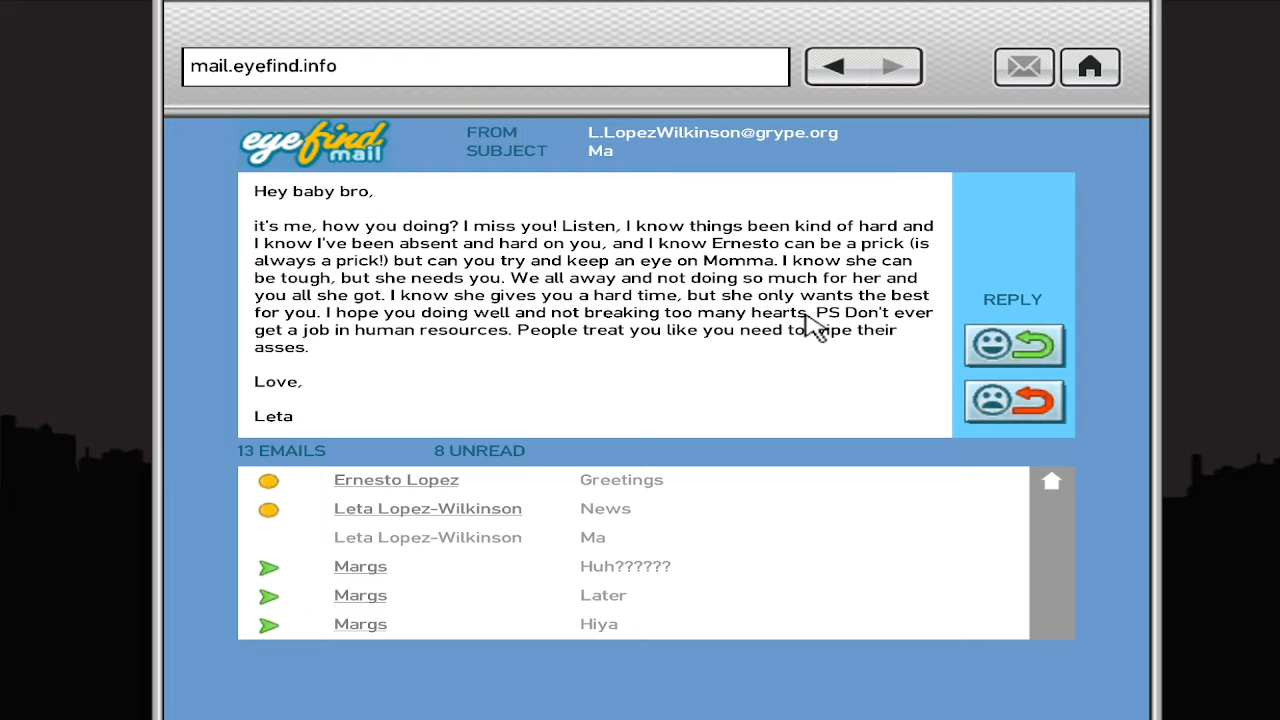 mail.eyefind.info
eyefind
mail
FROM L.LopezWilkinson@grype.org
SUBJECT Ma
Hey baby bro,
it's me, how you doing? I miss you! Listen, I know things been kind of hard and
I know I've been absent and hard on you, and I know Ernesto can be a prick (is
always a prick!) but can you try and keep an eye on Momma. I know she can
be tough, but she needs you. We all away and not doing so much for her and
you all she got. I know she gives you a hard time, but she only wants the best
for you. I hope you doing well and not breaking too many hearts. PS Don't ever
get a job in human resources. People treat you like you need to wipe their
asses.
Love,
Leta
REPLY
13 EMAILS 8 UNREAD
Ernesto Lopez Greetings
Leta Lopez-Wilkinson News
Leta Lopez-Wilkinson Ma
Margs Huh??????
Margs Later
Margs Hiya